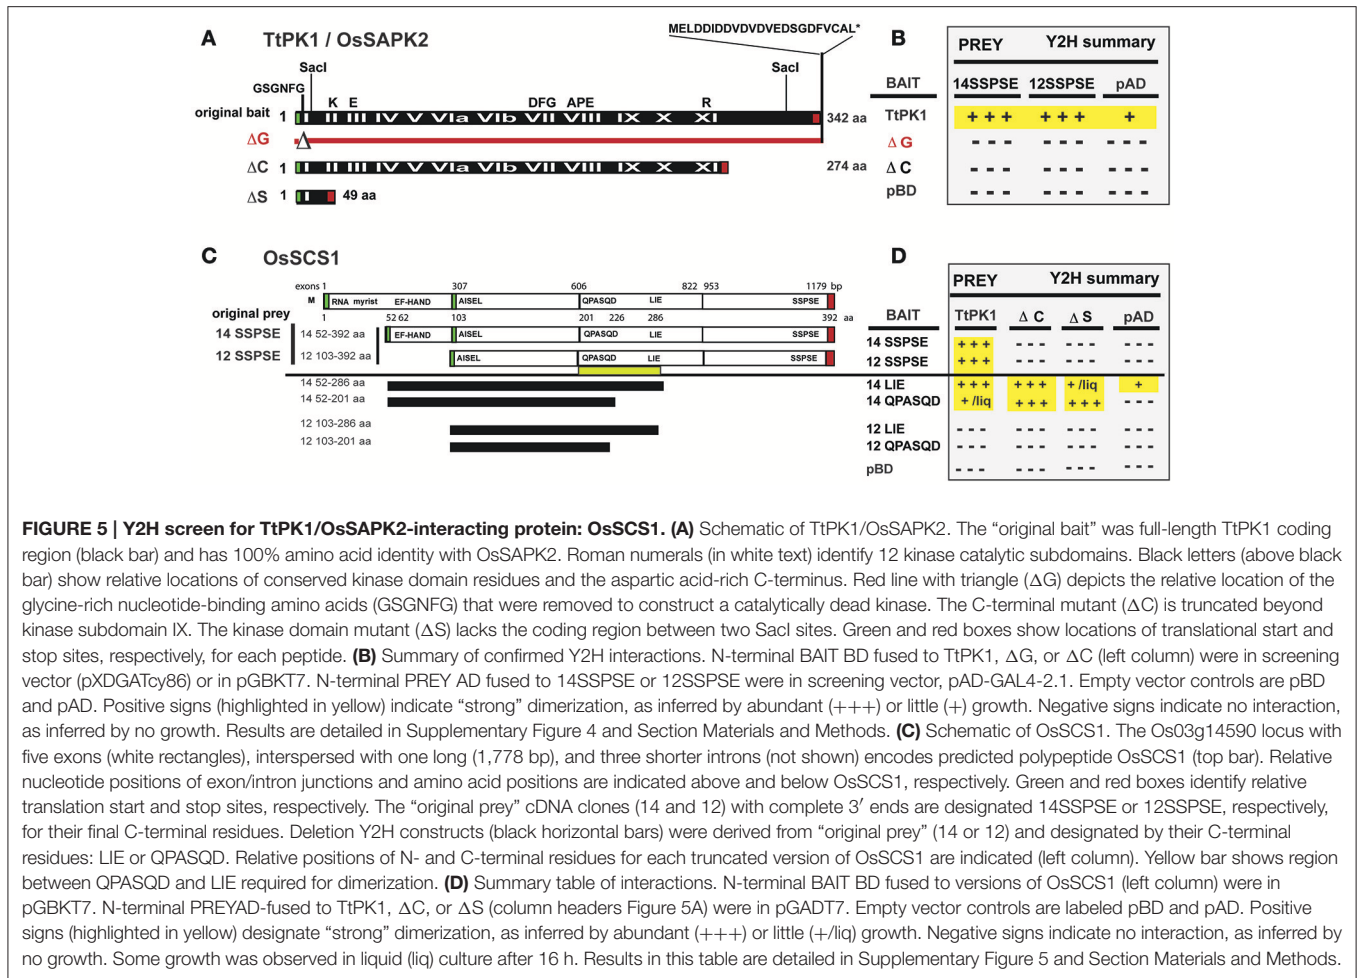 A TtPK1 / OsSAPK2
MELDDIDDVDVDVEDSGDFVCAL*
SacI SacI
GSGNFG
K E DFG APE R
original bait 1 I II III IV V VIa VIb VII VIII IX X XI 342 aa
ΔG Δ
ΔC 1 I II III IV V VIa VIb VII VIII IX X XI 274 aa
ΔS 1 I 49 aa
B
PREY Y2H summary
BAIT 14SSPSE 12SSPSE pAD
TtPK1 + + + + + + +
Δ G - - - - - - - - -
Δ C - - - - - - - - -
pBD - - - - - - - - -
C OsSCS1
exons 1 307 606 822 953 1179 bp
M RNA myrist EF-HAND AISEL QPASQD LIE SSPSE
original prey 1 52 62 103 201 226 286 392 aa
14 SSPSE 14 52-392 aa EF-HAND AISEL QPASQD LIE SSPSE
12 SSPSE 12 103-392 aa AISEL QPASQD LIE SSPSE
14 52-286 aa
14 52-201 aa
12 103-286 aa
12 103-201 aa
D
PREY Y2H summary
BAIT TtPK1 Δ C Δ S pAD
14 SSPSE + + + - - - - - - - - -
12 SSPSE + + + - - - - - - - - -
14 LIE + + + + + + + /liq +
14 QPASQD + /liq + + + + + + - - -
12 LIE - - - - - - - - - - - -
12 QPASQD - - - - - - - - - - - -
pBD - - - - - - - - - - - -
FIGURE 5 | Y2H screen for TtPK1/OsSAPK2-interacting protein: OsSCS1. (A) Schematic of TtPK1/OsSAPK2. The “original bait” was full-length TtPK1 coding
region (black bar) and has 100% amino acid identity with OsSAPK2. Roman numerals (in white text) identify 12 kinase catalytic subdomains. Black letters (above black
bar) show relative locations of conserved kinase domain residues and the aspartic acid-rich C-terminus. Red line with triangle (ΔG) depicts the relative location of the
glycine-rich nucleotide-binding amino acids (GSGNFG) that were removed to construct a catalytically dead kinase. The C-terminal mutant (ΔC) is truncated beyond
kinase subdomain IX. The kinase domain mutant (ΔS) lacks the coding region between two SacI sites. Green and red boxes show locations of translational start and
stop sites, respectively, for each peptide. (B) Summary of confirmed Y2H interactions. N-terminal BAIT BD fused to TtPK1, ΔG, or ΔC (left column) were in screening
vector (pXDGATcy86) or in pGBKT7. N-terminal PREY AD fused to 14SSPSE or 12SSPSE were in screening vector, pAD-GAL4-2.1. Empty vector controls are pBD
and pAD. Positive signs (highlighted in yellow) indicate “strong” dimerization, as inferred by abundant (+++) or little (+) growth. Negative signs indicate no interaction,
as inferred by no growth. Results are detailed in Supplementary Figure 4 and Section Materials and Methods. (C) Schematic of OsSCS1. The Os03g14590 locus with
five exons (white rectangles), interspersed with one long (1,778 bp), and three shorter introns (not shown) encodes predicted polypeptide OsSCS1 (top bar). Relative
nucleotide positions of exon/intron junctions and amino acid positions are indicated above and below OsSCS1, respectively. Green and red boxes identify relative
translation start and stop sites, respectively. The “original prey” cDNA clones (14 and 12) with complete 3′ ends are designated 14SSPSE or 12SSPSE, respectively,
for their final C-terminal residues. Deletion Y2H constructs (black horizontal bars) were derived from “original prey” (14 or 12) and designated by their C-terminal
residues: LIE or QPASQD. Relative positions of N- and C-terminal residues for each truncated version of OsSCS1 are indicated (left column). Yellow bar shows region
between QPASQD and LIE required for dimerization. (D) Summary table of interactions. N-terminal BAIT BD fused to versions of OsSCS1 (left column) were in
pGBKT7. N-terminal PREYAD-fused to TtPK1, ΔC, or ΔS (column headers Figure 5A) were in pGADT7. Empty vector controls are labeled pBD and pAD. Positive
signs (highlighted in yellow) designate “strong” dimerization, as inferred by abundant (+++) or little (+/liq) growth. Negative signs indicate no interaction, as inferred by
no growth. Some growth was observed in liquid (liq) culture after 16 h. Results in this table are detailed in Supplementary Figure 5 and Section Materials and Methods.